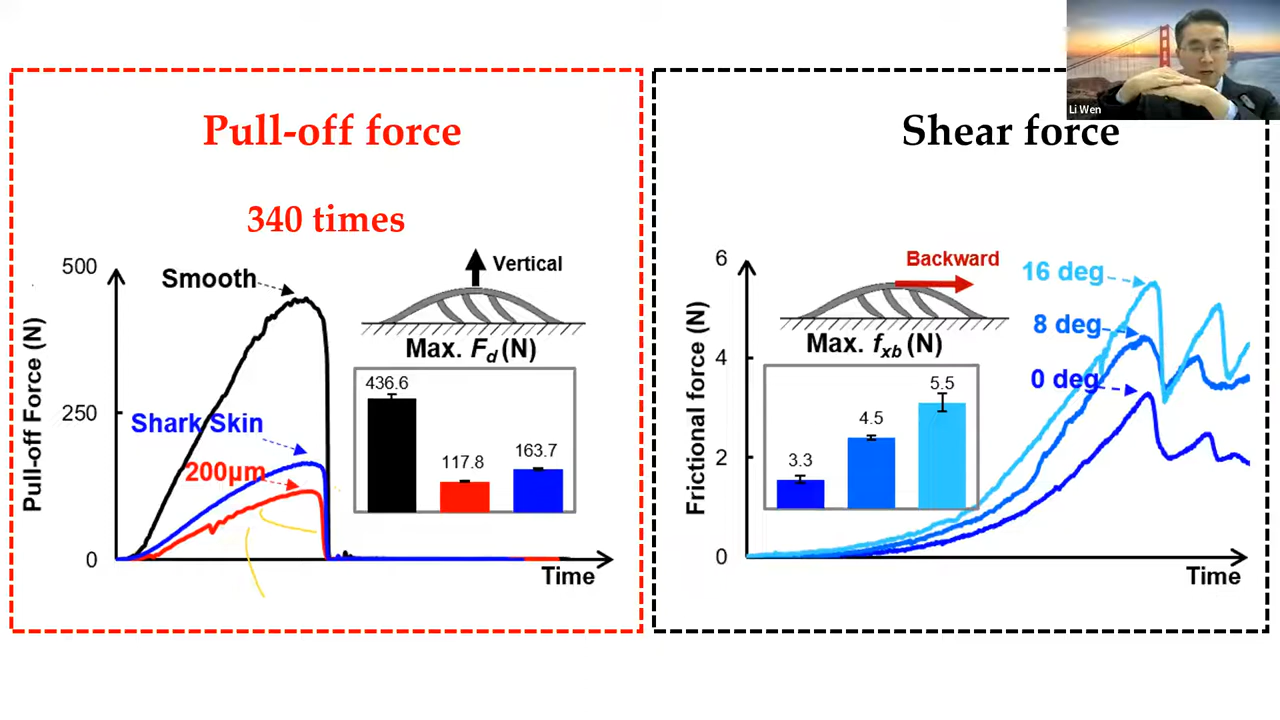 Li Wen
Pull-off force
340 times
500
250
0
Pull-off Force (N)
Smooth
Shark Skin
200µm
Vertical
Max. Fd (N)
436.6
117.8
163.7
Time
Shear force
6
4
2
0
Frictional force (N)
Backward
Max. fxb (N)
3.3
4.5
5.5
16 deg
8 deg
0 deg
Time